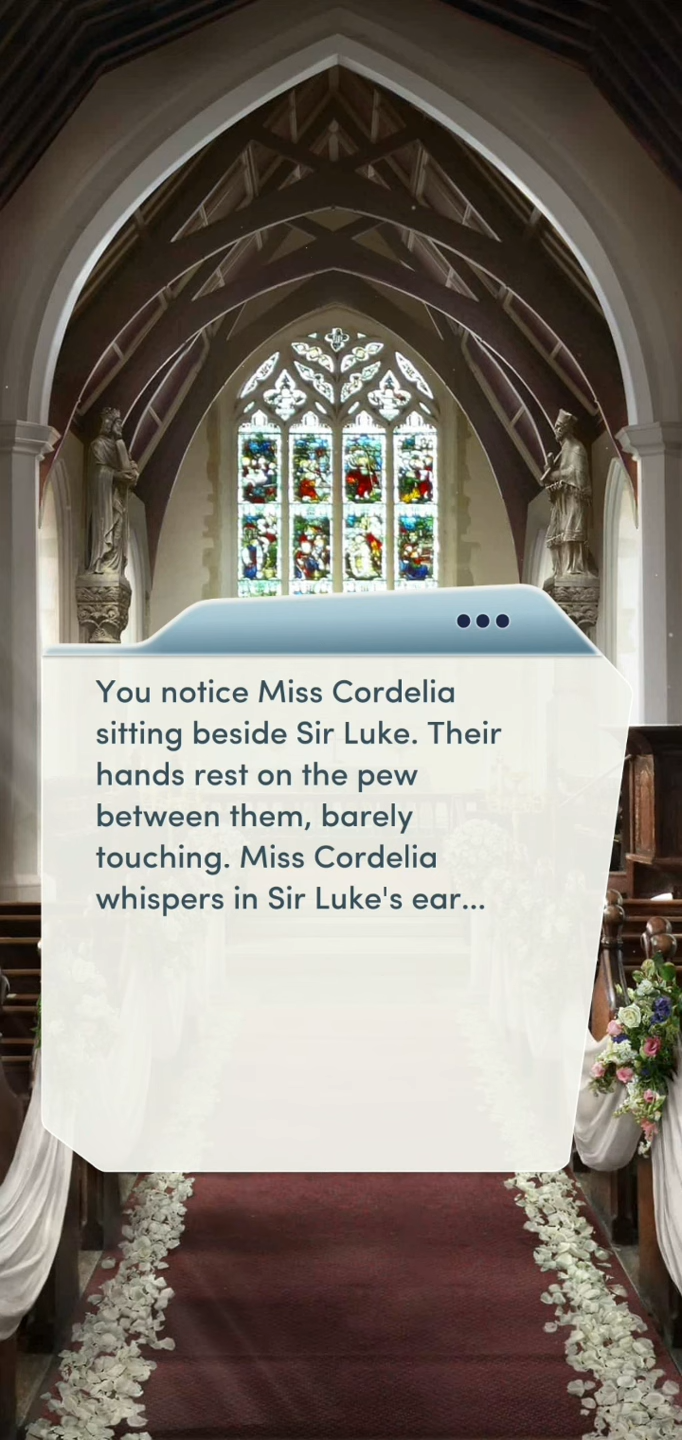 You notice Miss Cordelia
sitting beside Sir Luke. Their
hands rest on the pew
between them, barely
touching. Miss Cordelia
whispers in Sir Luke's ear...